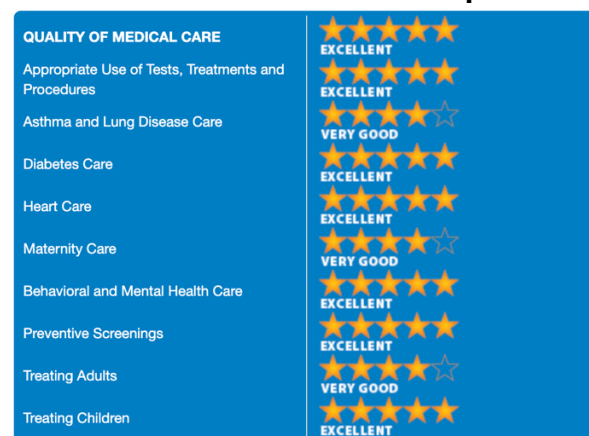 QUALITY OF MEDICAL CARE
EXCELLENT
Appropriate Use of Tests, Treatments and
Procedures
EXCELLENT
Asthma and Lung Disease Care
VERY GOOD
Diabetes Care
EXCELLENT
Heart Care
EXCELLENT
Maternity Care
VERY GOOD
Behavioral and Mental Health Care
EXCELLENT
Preventive Screenings
EXCELLENT
Treating Adults
VERY GOOD
Treating Children
EXCELLENT